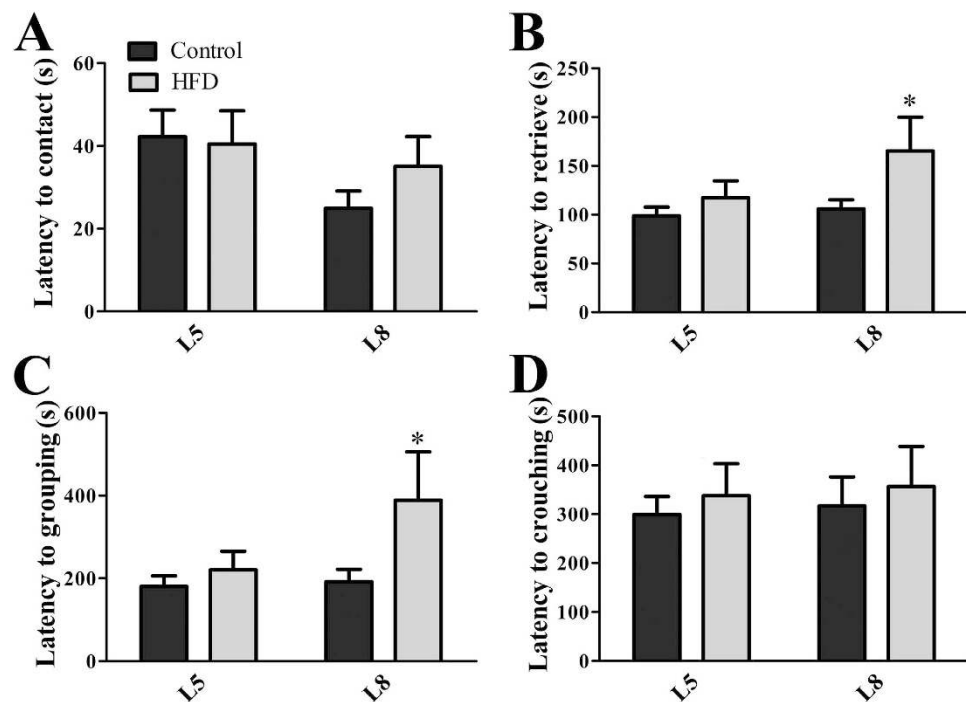 A
Control
HFD
Latency to contact (s)
60
40
20
0
L5
L8
B
Latency to retrieve (s)
250
200
150
100
50
0
*
L5
L8
C
Latency to grouping (s)
600
400
200
0
*
L5
L8
D
Latency to crouching (s)
500
400
300
200
100
0
L5
L8